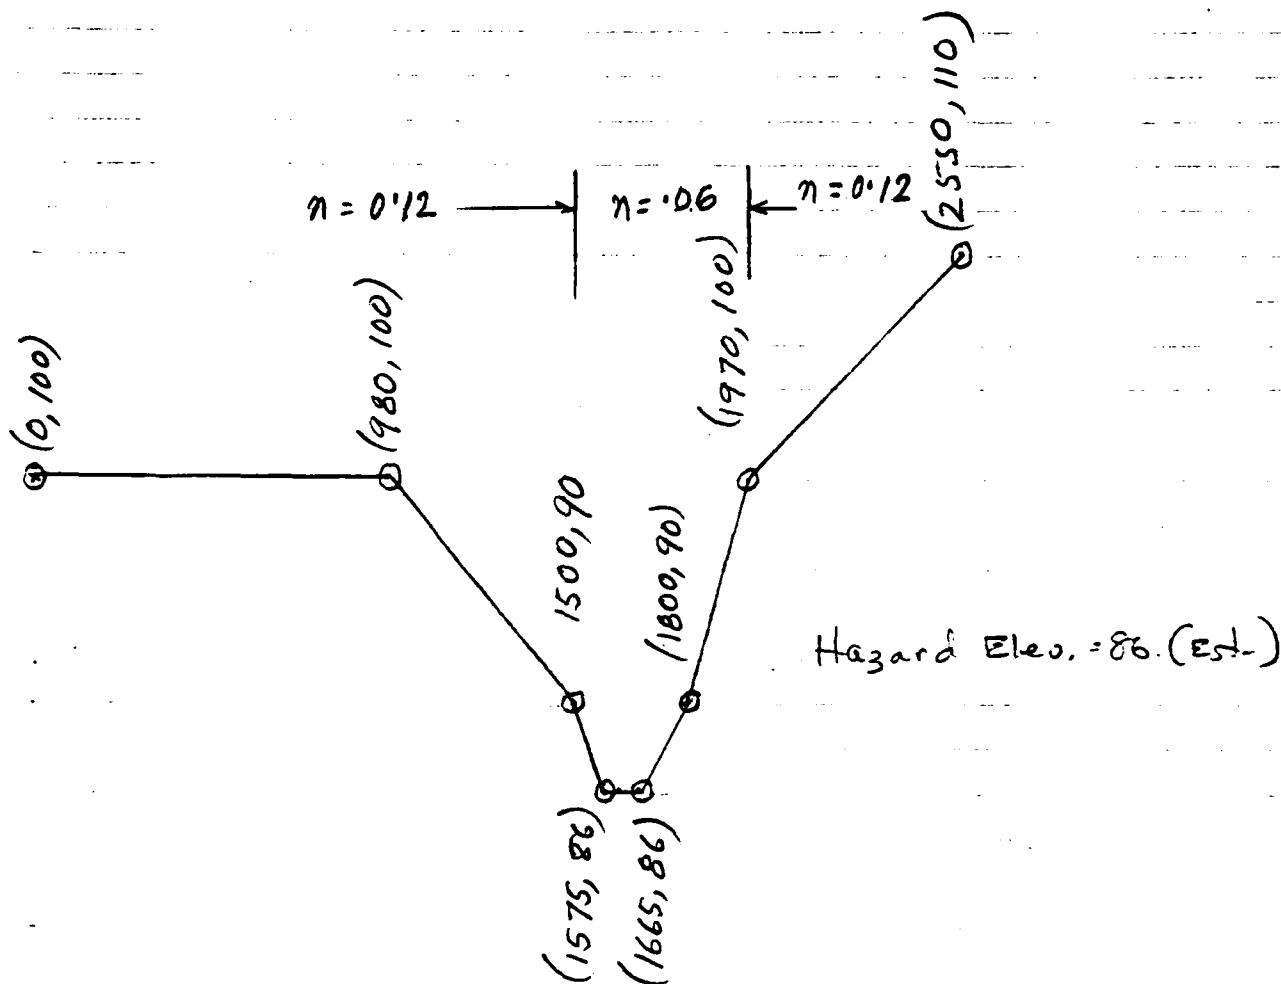 n = 0.12
n = .06
n = 0.12
(0, 100)
(980, 100)
1500, 90
(1575, 86)
(1665, 86)
(1800, 90)
(1970, 100)
(2550, 110)
Hazard Elev. = 86. (Est.)